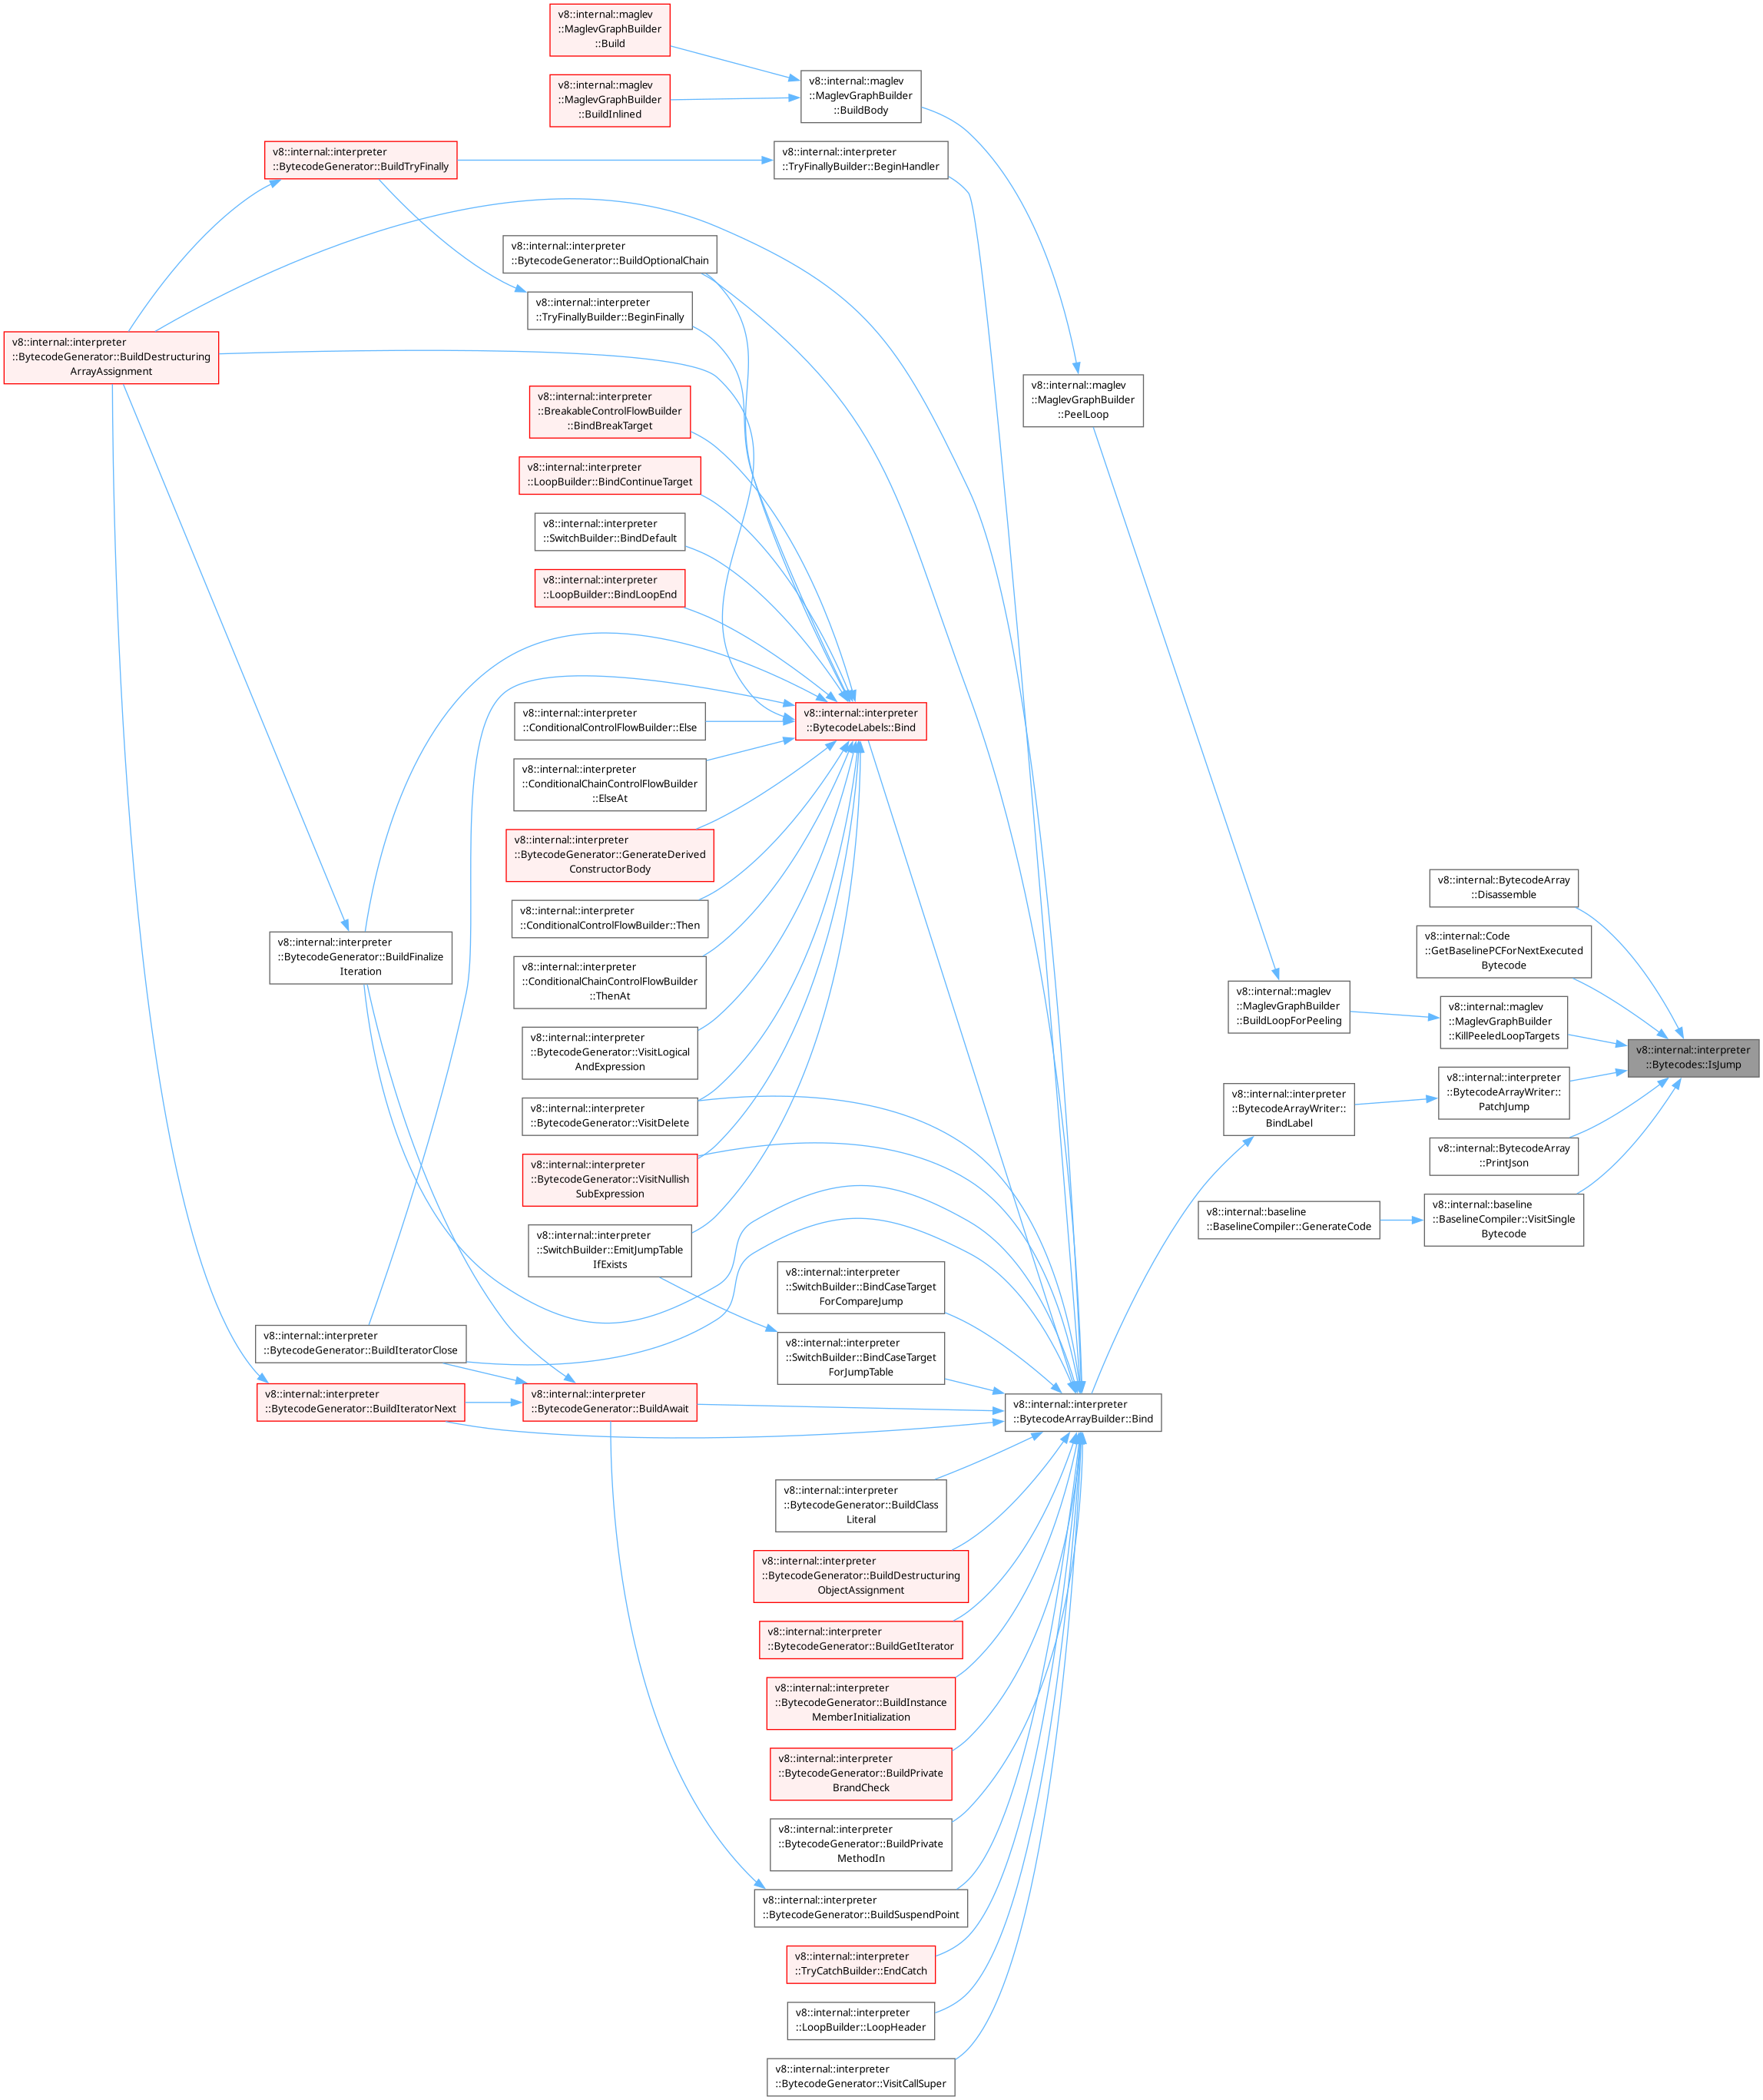 v8::internal::maglev
::MaglevGraphBuilder
::Build
v8::internal::maglev
::MaglevGraphBuilder
::BuildBody
v8::internal::maglev
::MaglevGraphBuilder
::BuildInlined
v8::internal::interpreter
::BytecodeGenerator::BuildTryFinally
v8::internal::interpreter
::TryFinallyBuilder::BeginHandler
v8::internal::interpreter
::BytecodeGenerator::BuildOptionalChain
v8::internal::interpreter
::TryFinallyBuilder::BeginFinally
v8::internal::interpreter
::BytecodeGenerator::BuildDestructuring
ArrayAssignment
v8::internal::maglev
::MaglevGraphBuilder
::PeelLoop
v8::internal::interpreter
::BreakableControlFlowBuilder
::BindBreakTarget
v8::internal::interpreter
::LoopBuilder::BindContinueTarget
v8::internal::interpreter
::SwitchBuilder::BindDefault
v8::internal::interpreter
::LoopBuilder::BindLoopEnd
v8::internal::interpreter
::ConditionalControlFlowBuilder::Else
v8::internal::interpreter
::BytecodeLabels::Bind
v8::internal::interpreter
::ConditionalChainControlFlowBuilder
::ElseAt
v8::internal::interpreter
::BytecodeGenerator::GenerateDerived
ConstructorBody
v8::internal::BytecodeArray
::Disassemble
v8::internal::interpreter
::ConditionalControlFlowBuilder::Then
v8::internal::Code
::GetBaselinePCForNextExecuted
Bytecode
v8::internal::interpreter
::BytecodeGenerator::BuildFinalize
Iteration
v8::internal::interpreter
::ConditionalChainControlFlowBuilder
::ThenAt
v8::internal::maglev
::MaglevGraphBuilder
::BuildLoopForPeeling
v8::internal::maglev
::MaglevGraphBuilder
::KillPeeledLoopTargets
v8::internal::interpreter
::BytecodeGenerator::VisitLogical
AndExpression
v8::internal::interpreter
::Bytecodes::IsJump
v8::internal::interpreter
::BytecodeArrayWriter::
PatchJump
v8::internal::interpreter
::BytecodeGenerator::VisitDelete
v8::internal::interpreter
::BytecodeArrayWriter::
BindLabel
v8::internal::BytecodeArray
::PrintJson
v8::internal::interpreter
::BytecodeGenerator::VisitNullish
SubExpression
v8::internal::baseline
::BaselineCompiler::GenerateCode
v8::internal::baseline
::BaselineCompiler::VisitSingle
Bytecode
v8::internal::interpreter
::SwitchBuilder::EmitJumpTable
IfExists
v8::internal::interpreter
::SwitchBuilder::BindCaseTarget
ForCompareJump
v8::internal::interpreter
::BytecodeGenerator::BuildIteratorClose
v8::internal::interpreter
::SwitchBuilder::BindCaseTarget
ForJumpTable
v8::internal::interpreter
::BytecodeGenerator::BuildIteratorNext
v8::internal::interpreter
::BytecodeGenerator::BuildAwait
v8::internal::interpreter
::BytecodeArrayBuilder::Bind
v8::internal::interpreter
::BytecodeGenerator::BuildClass
Literal
v8::internal::interpreter
::BytecodeGenerator::BuildDestructuring
ObjectAssignment
v8::internal::interpreter
::BytecodeGenerator::BuildGetIterator
v8::internal::interpreter
::BytecodeGenerator::BuildInstance
MemberInitialization
v8::internal::interpreter
::BytecodeGenerator::BuildPrivate
BrandCheck
v8::internal::interpreter
::BytecodeGenerator::BuildPrivate
MethodIn
v8::internal::interpreter
::BytecodeGenerator::BuildSuspendPoint
v8::internal::interpreter
::TryCatchBuilder::EndCatch
v8::internal::interpreter
::LoopBuilder::LoopHeader
v8::internal::interpreter
::BytecodeGenerator::VisitCallSuper